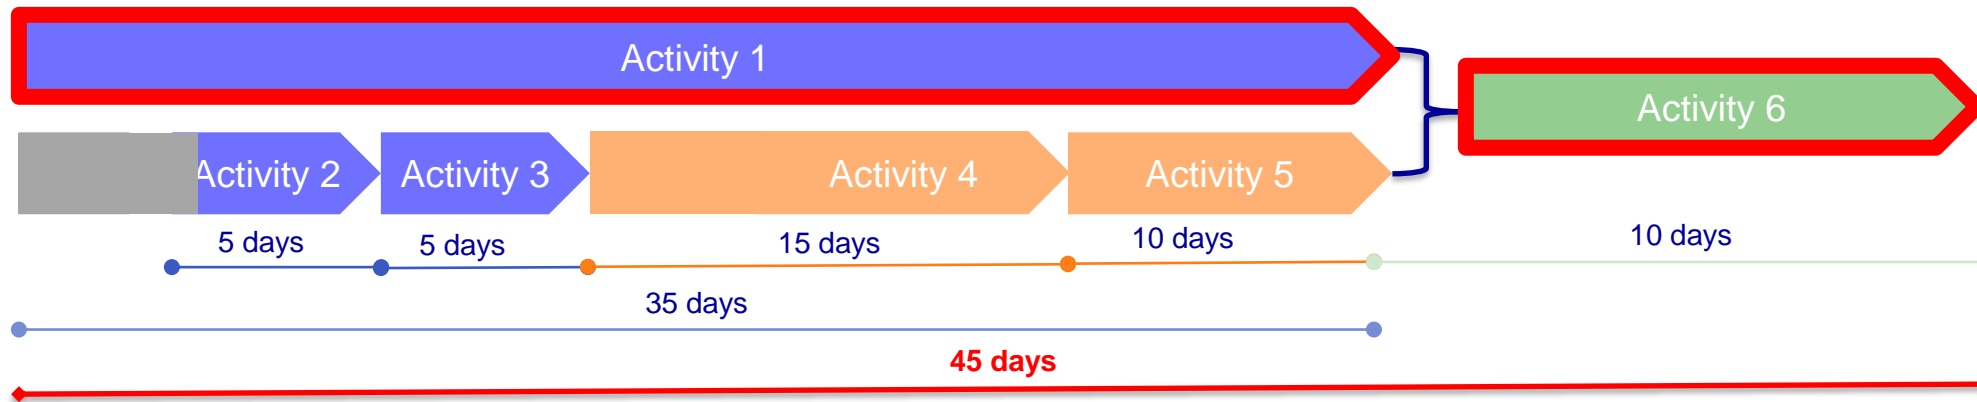 Activity 1
Activity 6
Activity 2
Activity 3
Activity 4
Activity 5
5 days
5 days
15 days
10 days
10 days
35 days
45 days